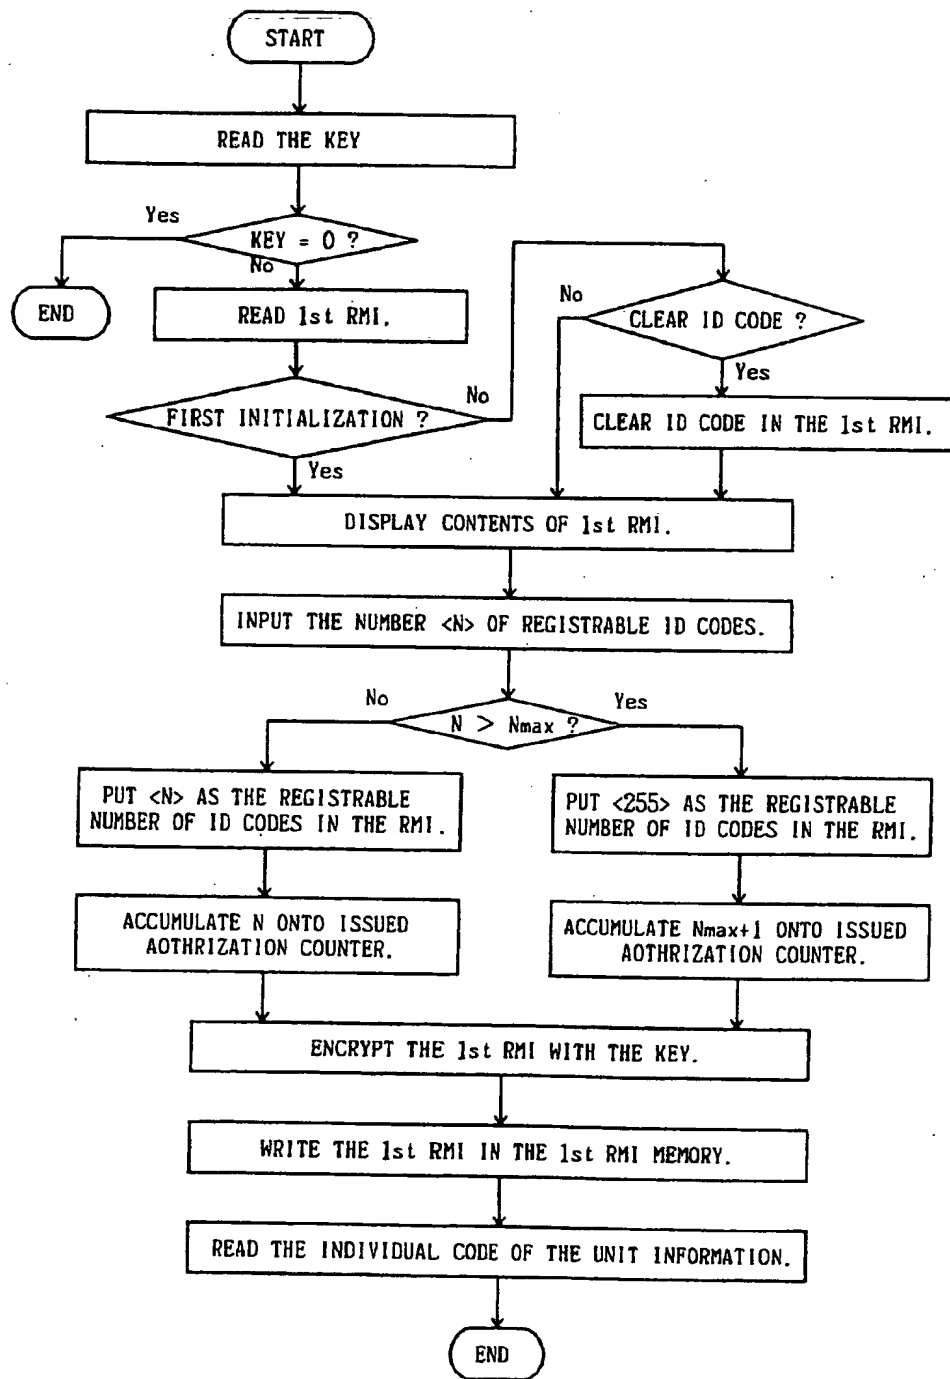 START
READ THE KEY
Yes
KEY = 0 ?
No
END
READ 1st RMI.
No
CLEAR ID CODE ?
Yes
FIRST INITIALIZATION ?
No
CLEAR ID CODE IN THE 1st RMI.
Yes
DISPLAY CONTENTS OF 1st RMI.
INPUT THE NUMBER <N> OF REGISTRABLE ID CODES.
No
N > Nmax ?
Yes
PUT <N> AS THE REGISTRABLE
NUMBER OF ID CODES IN THE RMI.
PUT <255> AS THE REGISTRABLE
NUMBER OF ID CODES IN THE RMI.
ACCUMULATE N ONTO ISSUED
AOTHRIZATION COUNTER.
ACCUMULATE Nmax+1 ONTO ISSUED
AOTHRIZATION COUNTER.
ENCRYPT THE 1st RMI WITH THE KEY.
WRITE THE 1st RMI IN THE 1st RMI MEMORY.
READ THE INDIVIDUAL CODE OF THE UNIT INFORMATION.
END